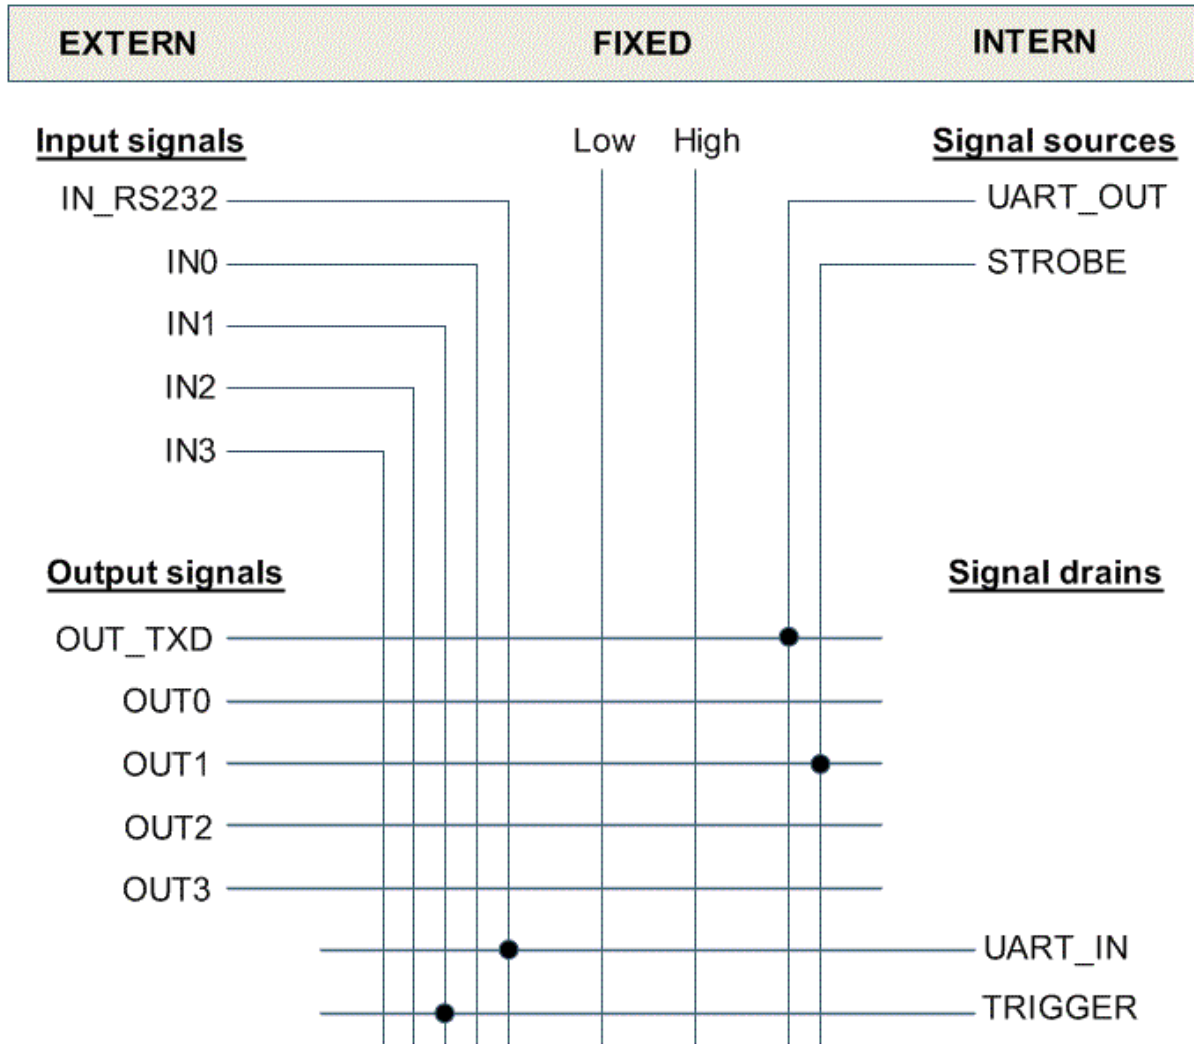 EXTERN FIXED INTERN
Input signals Low High Signal sources
IN_RS232 UART_OUT
IN0 STROBE
IN1
IN2
IN3
Output signals Signal drains
OUT_TXD
OUT0
OUT1
OUT2
OUT3
UART_IN
TRIGGER